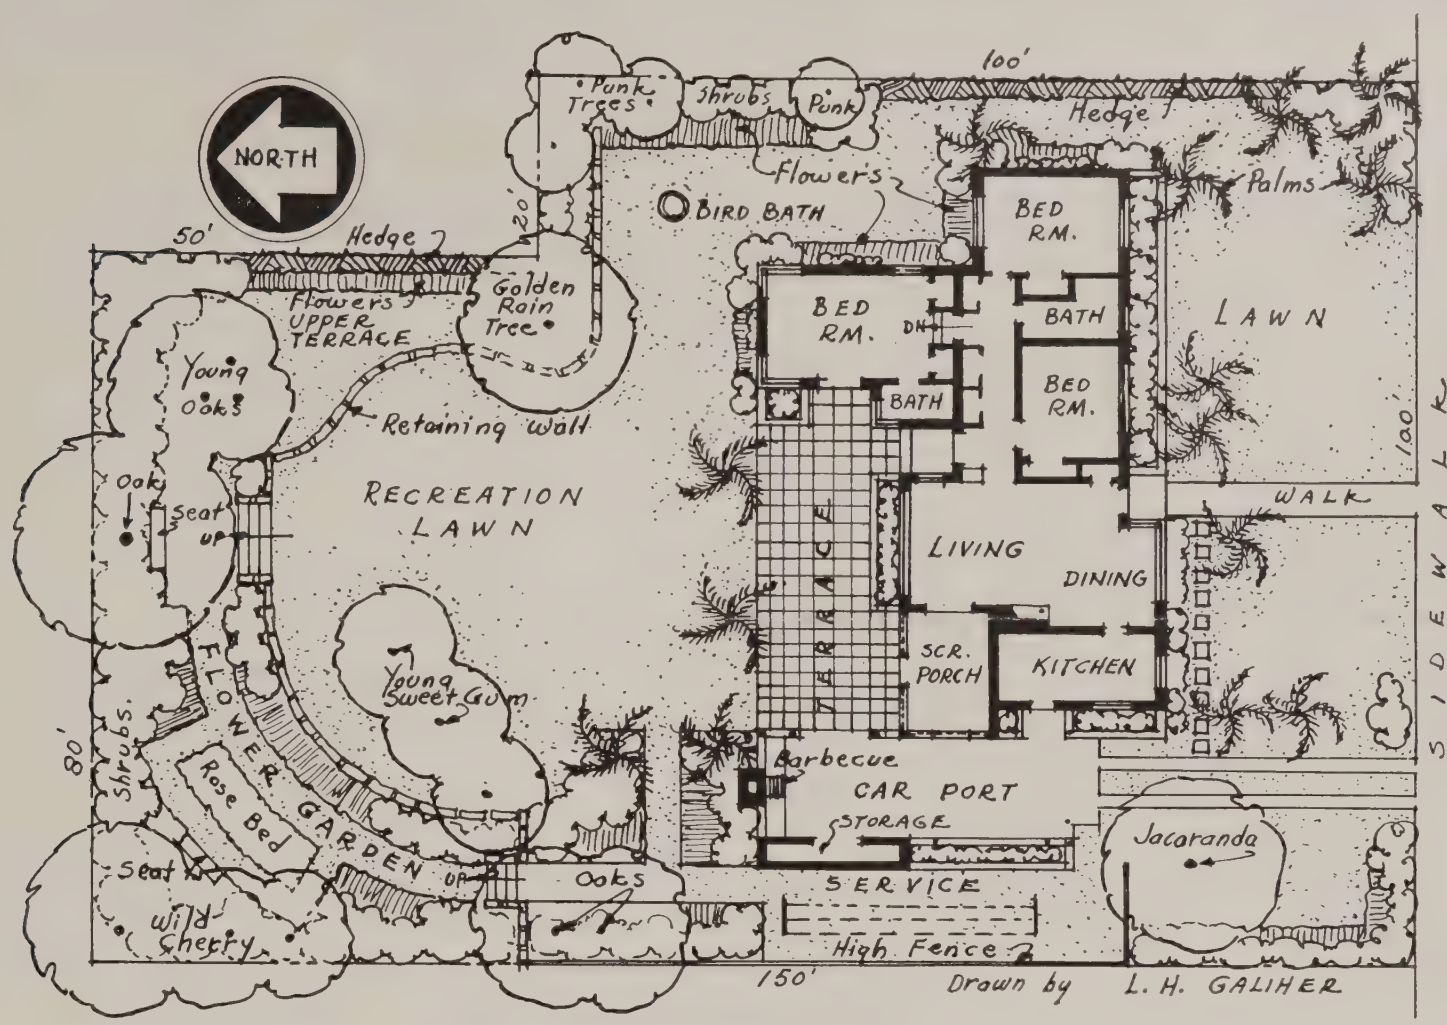 100'
Punk
Trees
Shrubs
Punk
Hedge
NORTH
Flowers
Palms
20'
BIRD BATH
BED
RM.
50'
Hedge
LAWN
Golden
Rain
Tree
Flowers
UPPER
TERRACE
BED
RM.
DN
BATH
Young
Oaks
BED
RM.
BATH
Retaining Wall
100'
SIDEWALK
Oak
Seat
UP
RECREATION
LAWN
WALK
TERRACE
LIVING
DINING
SCR.
PORCH
KITCHEN
Young
Sweet Gum
80'
Shrubs.
FLOWER GARDEN
Rose
Bed
Barbecue
CAR PORT
STORAGE
Jacaranda
Seat
UP
Oaks
SERVICE
Wild
Cherry
High Fence
150'
Drawn by L. H. GALIHER